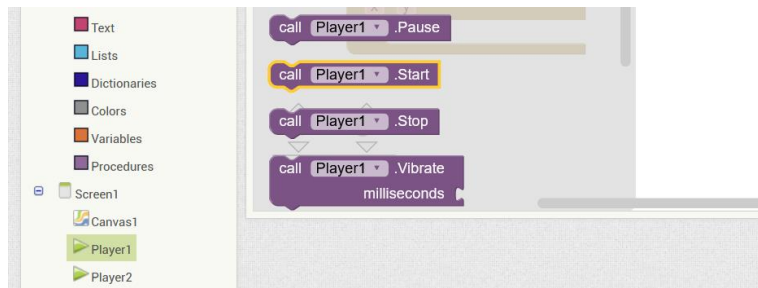 Text
Lists
Dictionaries
Colors
Variables
Procedures
Screen1
Canvas1
Player1
Player2
x y
call Player1 .Pause
call Player1 .Start
call Player1 .Stop
call Player1 .Vibrate
milliseconds